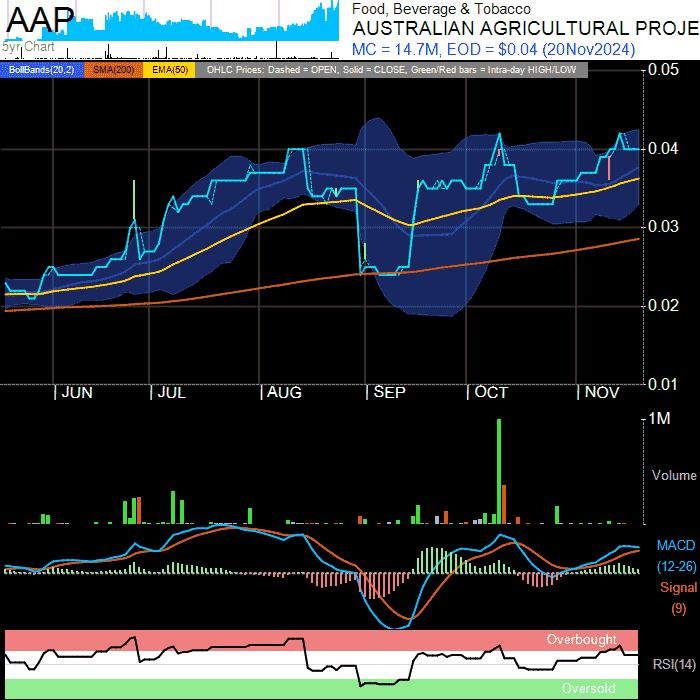 AAP
5yr Chart
Food, Beverage & Tobacco
AUSTRALIAN AGRICULTURAL PROJE
MC = 14.7M, EOD = $0.04 (20Nov2024)
BollBands(20,2) SMA(200) EMA(50) OHLC Prices: Dashed = OPEN, Solid = CLOSE, Green/Red bars = Intra-day HIGH/LOW
0.05
0.04
0.03
0.02
0.01
JUN JUL AUG SEP OCT NOV
1M
Volume
MACD
(12-26)
Signal
(9)
Overbought
RSI(14)
Oversold